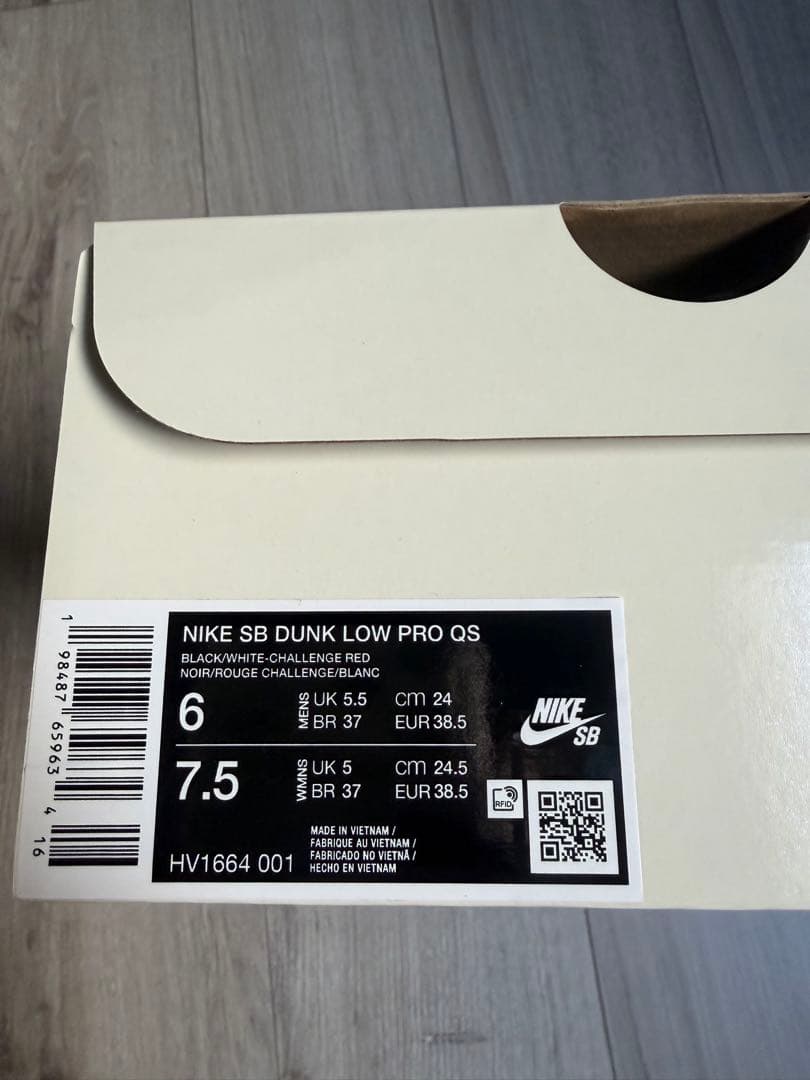 NIKE SB DUNK LOW PRO QS
BLACK/WHITE-CHALLENGE RED
NOIR/ROUGE CHALLENGE/BLANC
6 MENS UK 5.5 cm 24
BR 37 EUR 38.5
7.5 WMNS UK 5 cm 24.5
BR 37 EUR 38.5
NIKE
SB
RFID
HV1664 001
MADE IN VIETNAM /
FABRIQUE AU VIETNAM /
FABRICADO NO VIETNÃ /
HECHO EN VIETNAM
1 98487 65963 4 16